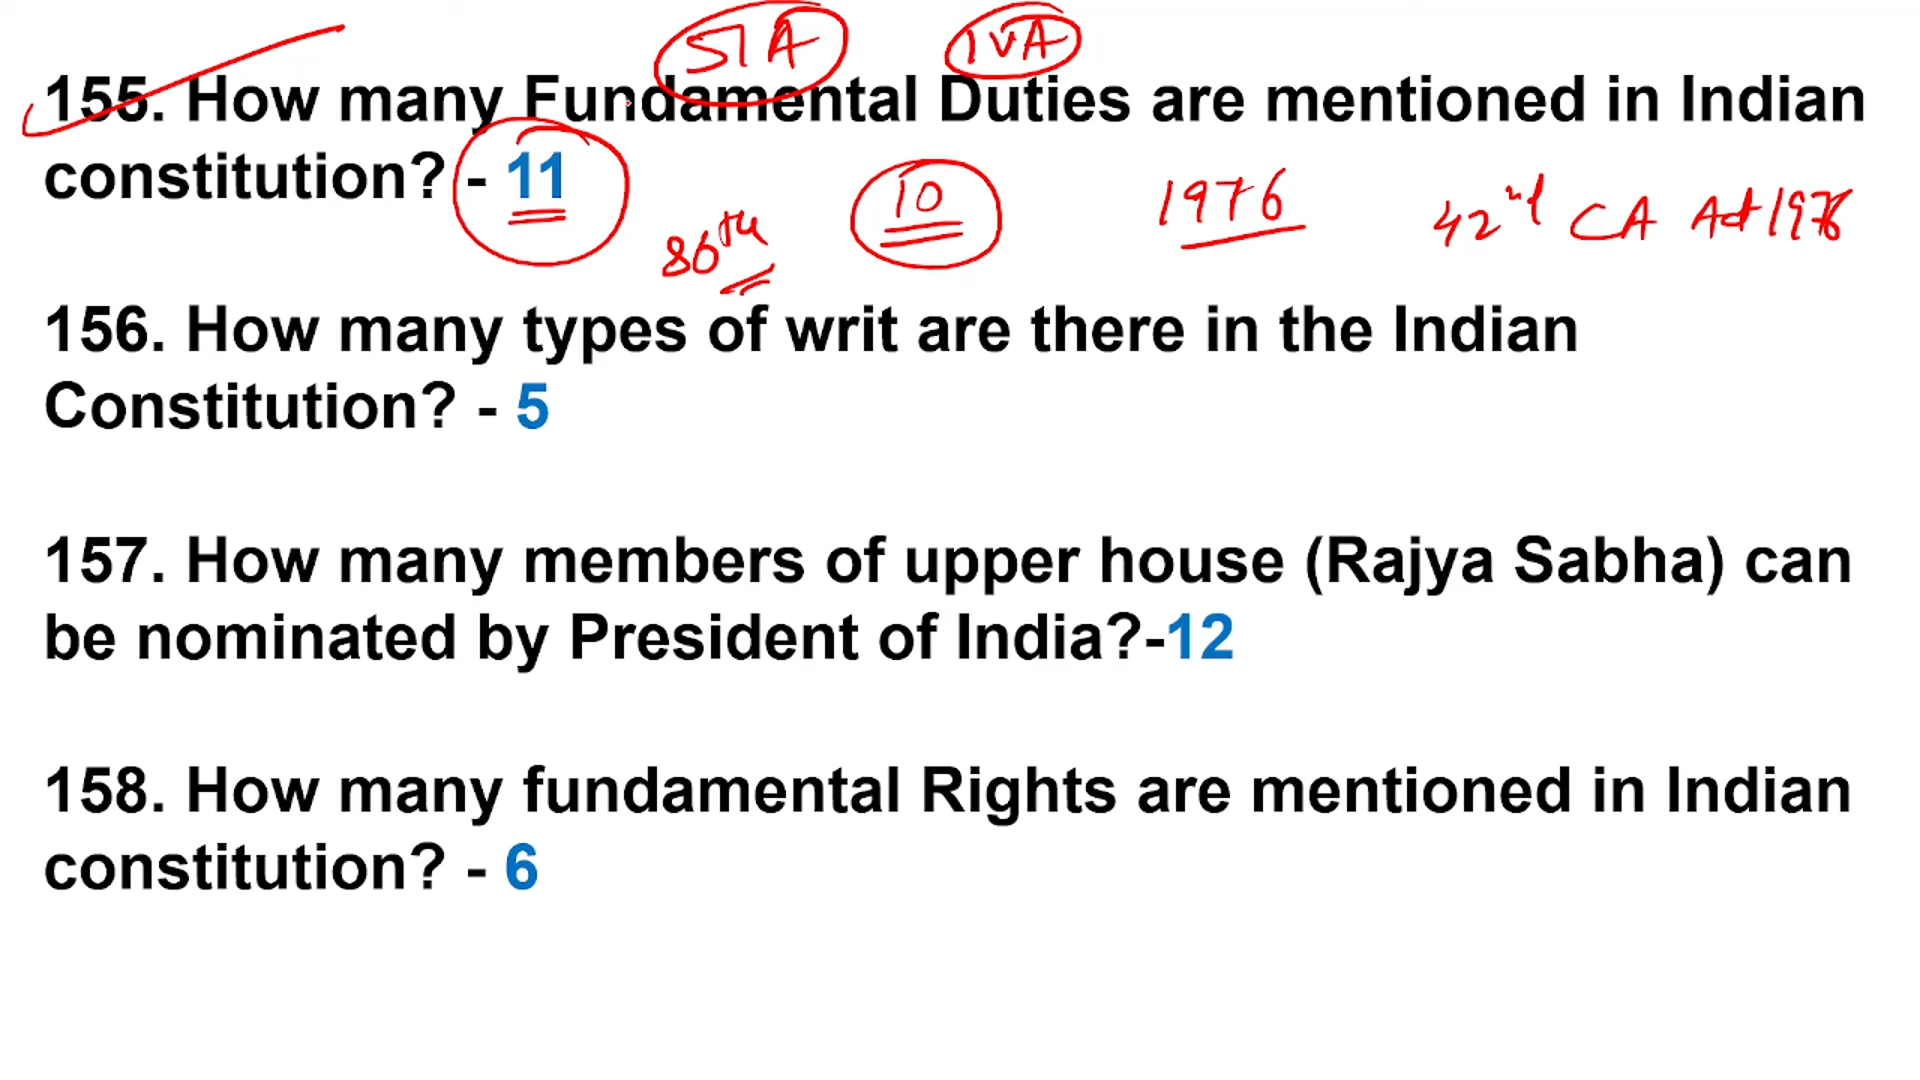 51A IVA
155. How many Fundamental Duties are mentioned in Indian
constitution? - 11
86th 10 1976 42nd CA Act 1976
156. How many types of writ are there in the Indian
Constitution? - 5
157. How many members of upper house (Rajya Sabha) can
be nominated by President of India?-12
158. How many fundamental Rights are mentioned in Indian
constitution? - 6